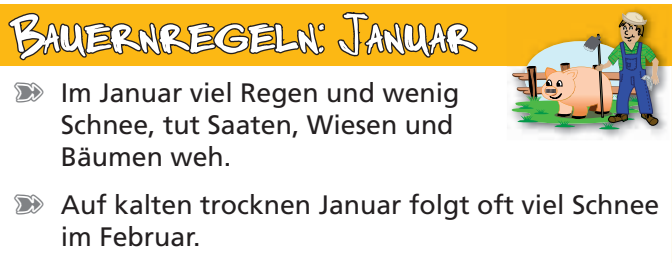 BAUERNREGELN: JANUAR
Im Januar viel Regen und wenig
Schnee, tut Saaten, Wiesen und
Bäumen weh.
Auf kalten trocknen Januar folgt oft viel Schnee
im Februar.